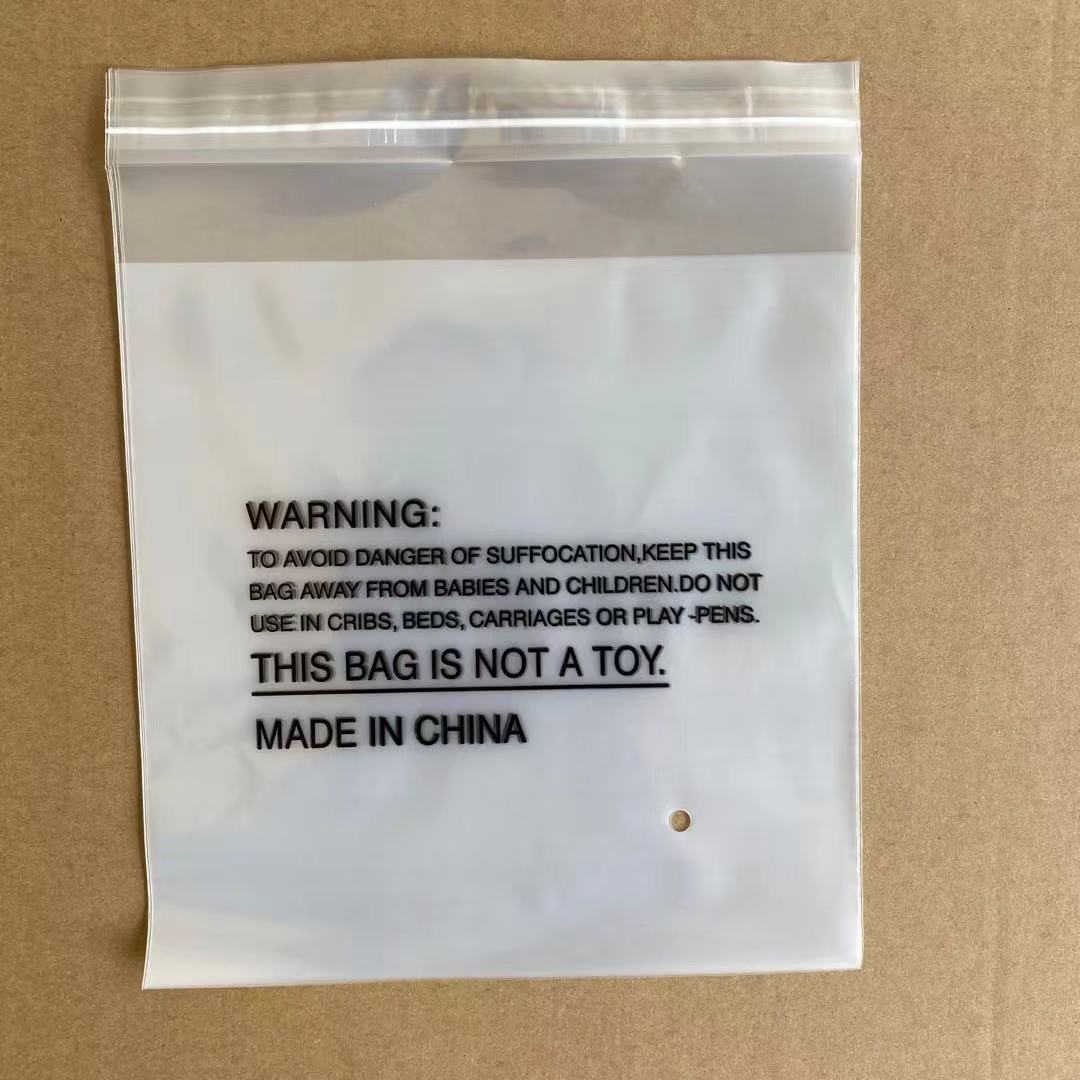 WARNING:
TO AVOID DANGER OF SUFFOCATION,KEEP THIS
BAG AWAY FROM BABIES AND CHILDREN.DO NOT
USE IN CRIBS, BEDS, CARRIAGES OR PLAY -PENS.
THIS BAG IS NOT A TOY.
MADE IN CHINA